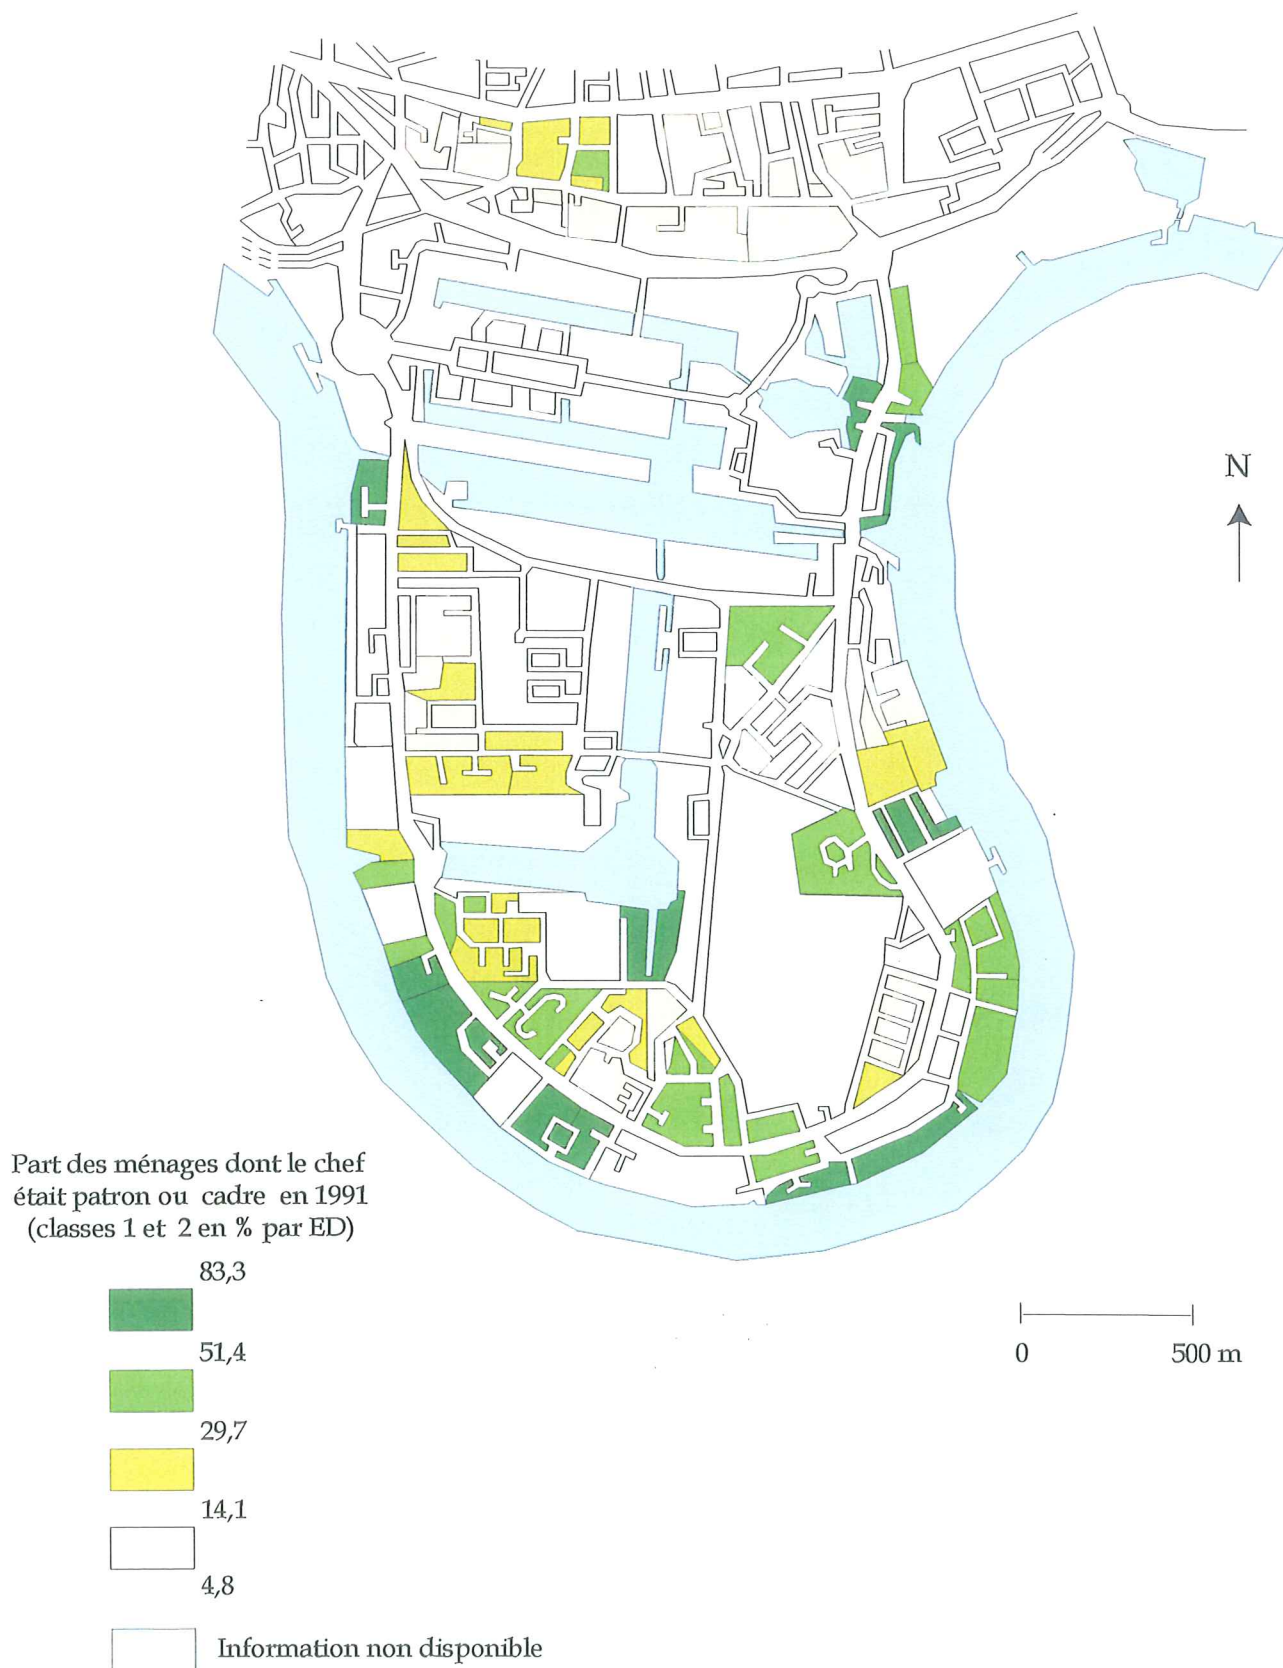 N
Part des ménages dont le chef
était patron ou cadre en 1991
(classes 1 et 2 en % par ED)
83,3
51,4
29,7
14,1
4,8
Information non disponible
0 500 m